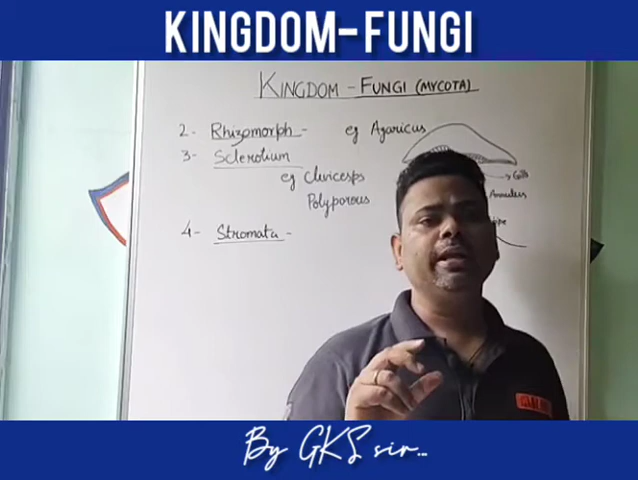 KINGDOM-FUNGI
KINGDOM - FUNGI (MYCOTA)
2- Rhizomorph - eg Agaricus
3- Sclerotium
eg Clavicesps
Polyporous
Gills
Annulus
4- Stromata -
By GKS sir...